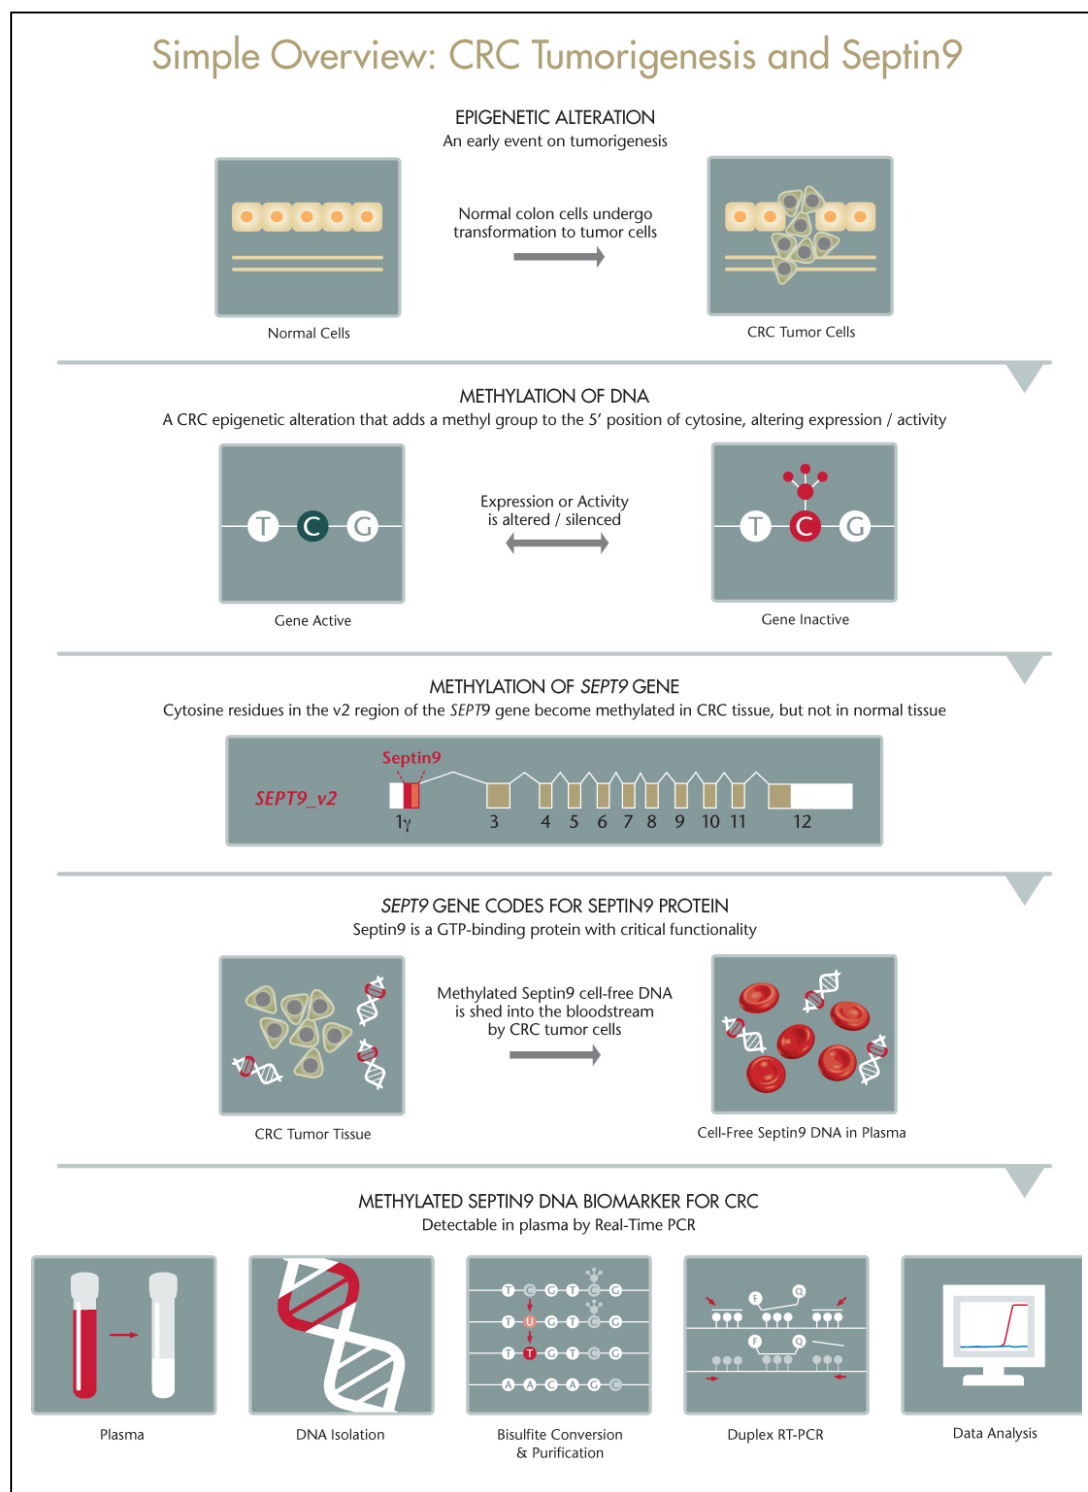 Simple Overview: CRC Tumorigenesis and Septin9
EPIGENETIC ALTERATION
An early event on tumorigenesis
Normal colon cells undergo
transformation to tumor cells
Normal Cells
CRC Tumor Cells
METHYLATION OF DNA
A CRC epigenetic alteration that adds a methyl group to the 5’ position of cytosine, altering expression / activity
T C G
Expression or Activity
is altered / silenced
T C G
Gene Active
Gene Inactive
METHYLATION OF SEPT9 GENE
Cytosine residues in the v2 region of the SEPT9 gene become methylated in CRC tissue, but not in normal tissue
Septin9
SEPT9_v2
1γ 3 4 5 6 7 8 9 10 11 12
SEPT9 GENE CODES FOR SEPTIN9 PROTEIN
Septin9 is a GTP-binding protein with critical functionality
Methylated Septin9 cell-free DNA
is shed into the bloodstream
by CRC tumor cells
CRC Tumor Tissue
Cell-Free Septin9 DNA in Plasma
METHYLATED SEPTIN9 DNA BIOMARKER FOR CRC
Detectable in plasma by Real-Time PCR
T C G T C G
T U G T C G
T T G T C G
A A C A G C
F Q
F Q
Plasma
DNA Isolation
Bisulfite Conversion
& Purification
Duplex RT-PCR
Data Analysis